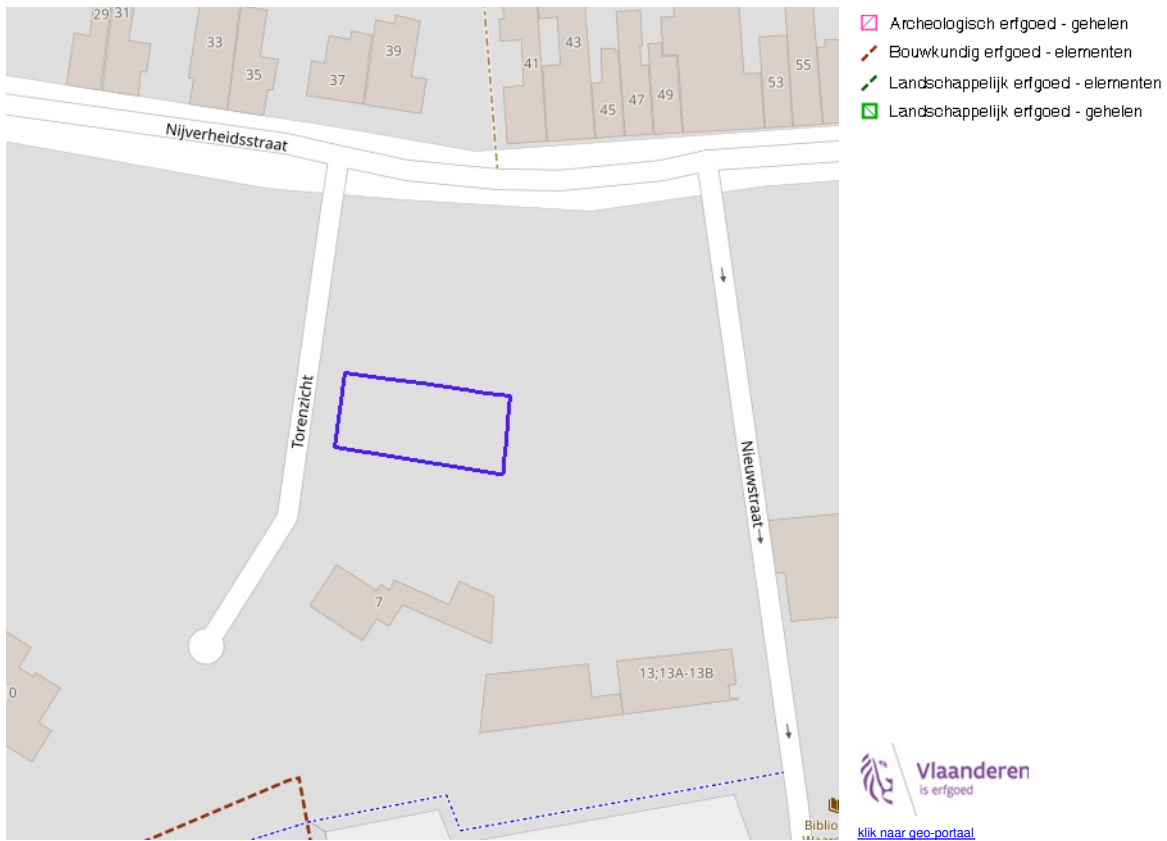 29
31
33
35
37
39
41
43
45
47
49
53
55
Nijverheidsstraat
Torenzicht
Nieuwstraat
7
13;13A-13B
0
Biblio
Archeologisch erfgoed - gehelen
Bouwkundig erfgoed - elementen
Landschappelijk erfgoed - elementen
Landschappelijk erfgoed - gehelen
Vlaanderen
is erfgoed
klik naar geo-portaal